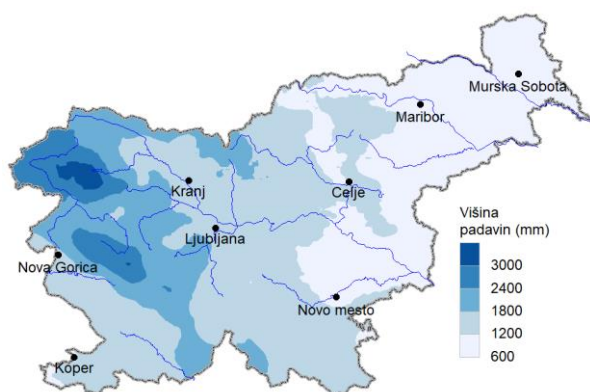 Murska Sobota
Maribor
Kranj
Celje
Ljubljana
Nova Gorica
Novo mesto
Koper
Višina
padavin (mm)
3000
2400
1800
1200
600